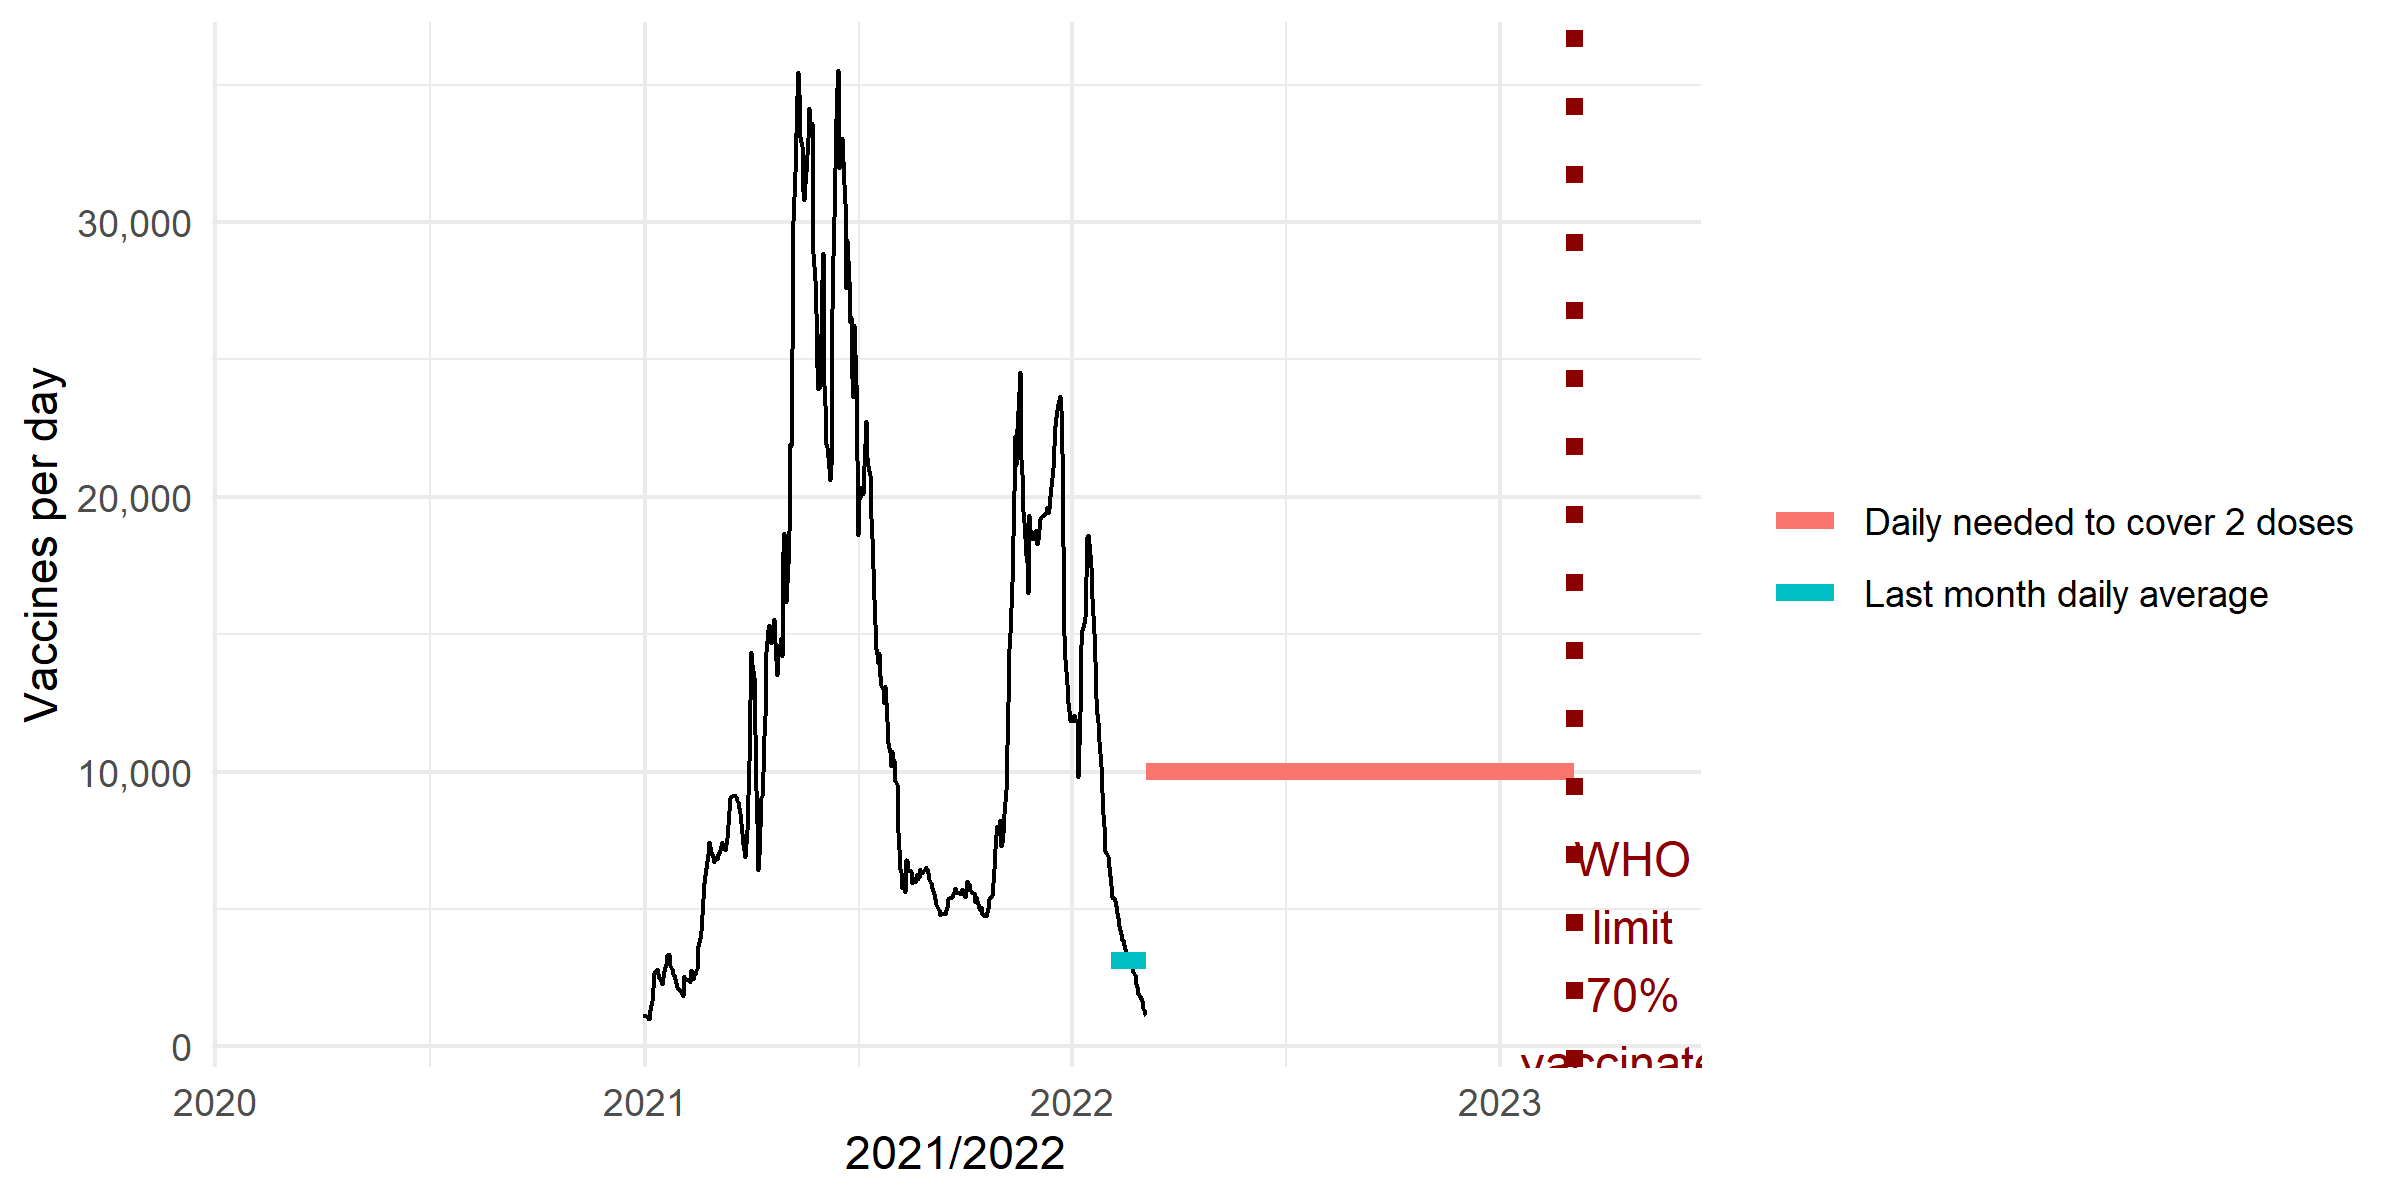 Vaccines per day
30,000
20,000
10,000
0
2020
2021
2022
2023
2021/2022
WHO
limit
70%
vaccinate
Daily needed to cover 2 doses
Last month daily average